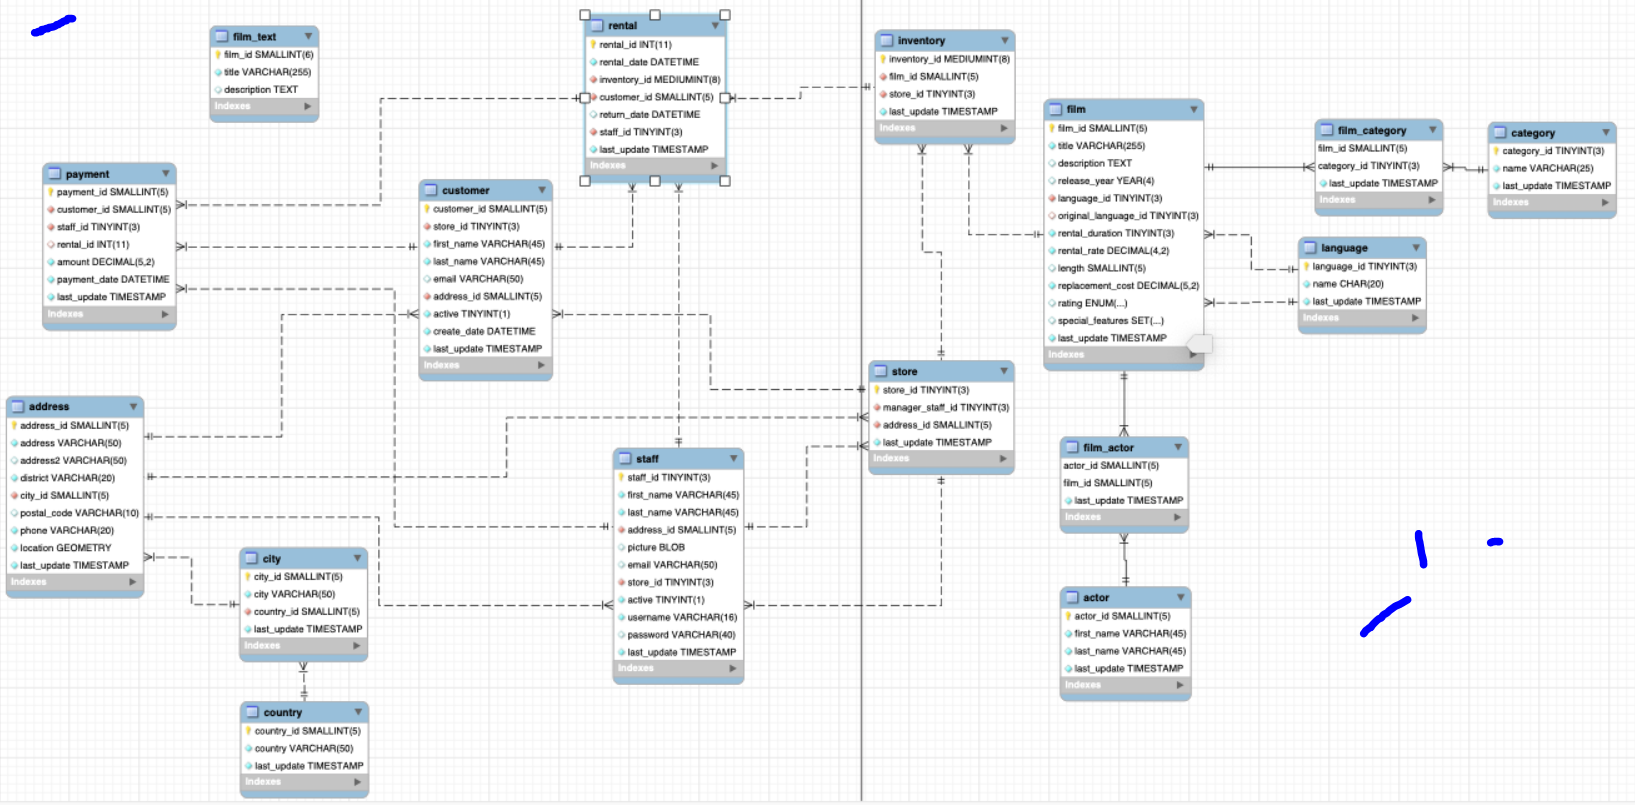 film_text
film_id SMALLINT(6)
title VARCHAR(255)
description TEXT
Indexes
rental
rental_id INT(11)
rental_date DATETIME
inventory_id MEDIUMINT(8)
customer_id SMALLINT(5)
return_date DATETIME
staff_id TINYINT(3)
last_update TIMESTAMP
Indexes
inventory
inventory_id MEDIUMINT(8)
film_id SMALLINT(5)
store_id TINYINT(3)
last_update TIMESTAMP
Indexes
film
film_id SMALLINT(5)
title VARCHAR(255)
description TEXT
release_year YEAR(4)
language_id TINYINT(3)
original_language_id TINYINT(3)
rental_duration TINYINT(3)
rental_rate DECIMAL(4,2)
length SMALLINT(5)
replacement_cost DECIMAL(5,2)
rating ENUM(...)
special_features SET(...)
last_update TIMESTAMP
Indexes
film_category
film_id SMALLINT(5)
category_id TINYINT(3)
last_update TIMESTAMP
Indexes
category
category_id TINYINT(3)
name VARCHAR(25)
last_update TIMESTAMP
Indexes
payment
payment_id SMALLINT(5)
customer_id SMALLINT(5)
staff_id TINYINT(3)
rental_id INT(11)
amount DECIMAL(5,2)
payment_date DATETIME
last_update TIMESTAMP
Indexes
customer
customer_id SMALLINT(5)
store_id TINYINT(3)
first_name VARCHAR(45)
last_name VARCHAR(45)
email VARCHAR(50)
address_id SMALLINT(5)
active TINYINT(1)
create_date DATETIME
last_update TIMESTAMP
Indexes
language
language_id TINYINT(3)
name CHAR(20)
last_update TIMESTAMP
Indexes
store
store_id TINYINT(3)
manager_staff_id TINYINT(3)
address_id SMALLINT(5)
last_update TIMESTAMP
Indexes
address
address_id SMALLINT(5)
address VARCHAR(50)
address2 VARCHAR(50)
district VARCHAR(20)
city_id SMALLINT(5)
postal_code VARCHAR(10)
phone VARCHAR(20)
location GEOMETRY
last_update TIMESTAMP
Indexes
staff
staff_id TINYINT(3)
first_name VARCHAR(45)
last_name VARCHAR(45)
address_id SMALLINT(5)
picture BLOB
email VARCHAR(50)
store_id TINYINT(3)
active TINYINT(1)
username VARCHAR(16)
password VARCHAR(40)
last_update TIMESTAMP
Indexes
film_actor
actor_id SMALLINT(5)
film_id SMALLINT(5)
last_update TIMESTAMP
Indexes
city
city_id SMALLINT(5)
city VARCHAR(50)
country_id SMALLINT(5)
last_update TIMESTAMP
Indexes
actor
actor_id SMALLINT(5)
first_name VARCHAR(45)
last_name VARCHAR(45)
last_update TIMESTAMP
Indexes
country
country_id SMALLINT(5)
country VARCHAR(50)
last_update TIMESTAMP
Indexes